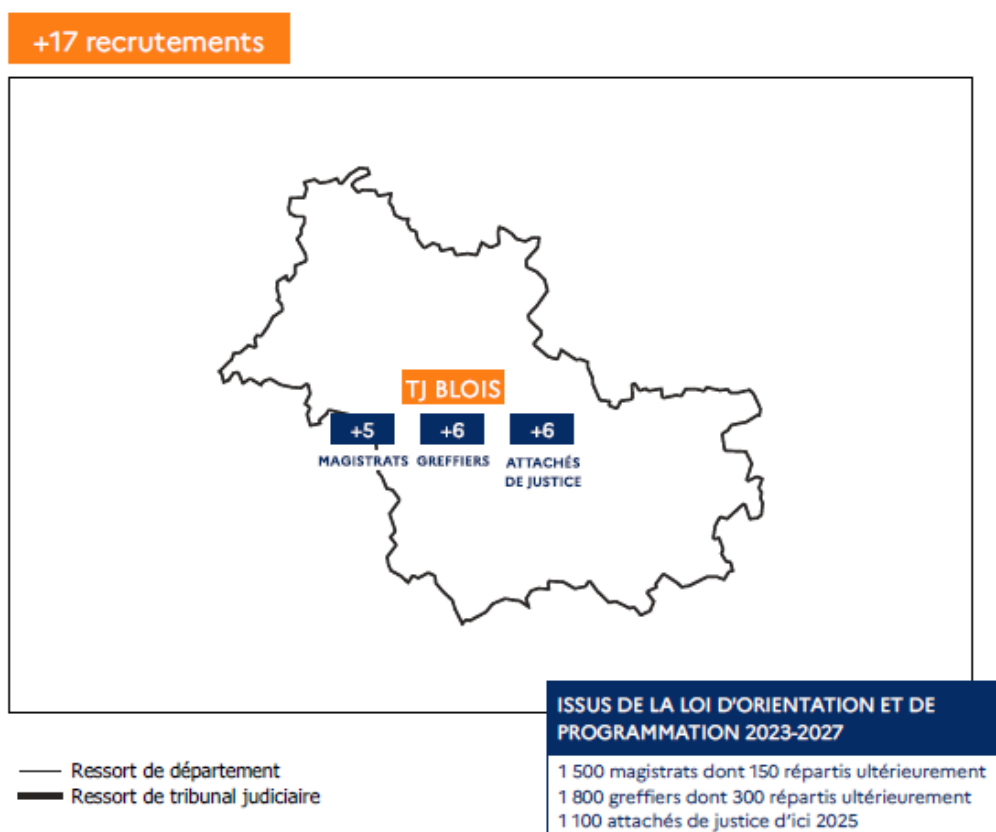 +17 recrutements
TJ BLOIS
+5
+6
+6
MAGISTRATS
GREFFIERS
ATTACHÉS
DE JUSTICE
ISSUS DE LA LOI D'ORIENTATION ET DE
PROGRAMMATION 2023-2027
1 500 magistrats dont 150 répartis ultérieurement
1 800 greffiers dont 300 répartis ultérieurement
1 100 attachés de justice d'ici 2025
Ressort de département
Ressort de tribunal judiciaire